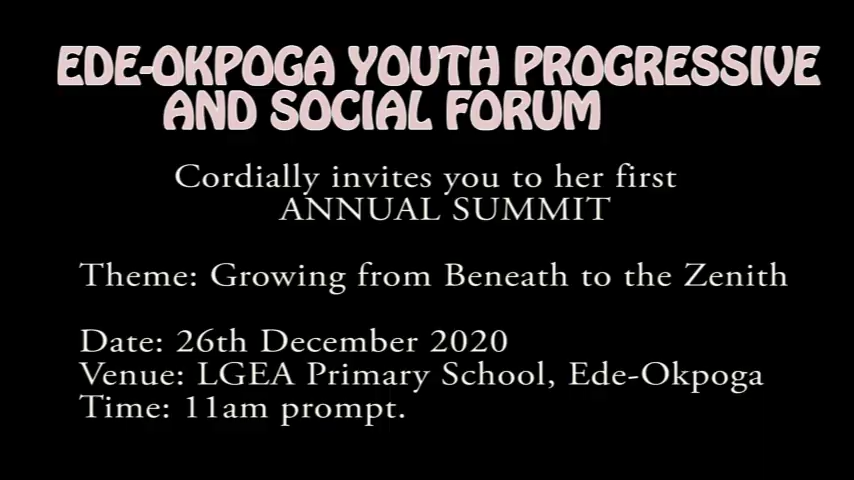 EDE-OKPOGA YOUTH PROGRESSIVE
AND SOCIAL FORUM
Cordially invites you to her first
ANNUAL SUMMIT
Theme: Growing from Beneath to the Zenith
Date: 26th December 2020
Venue: LGEA Primary School, Ede-Okpoga
Time: 11am prompt.